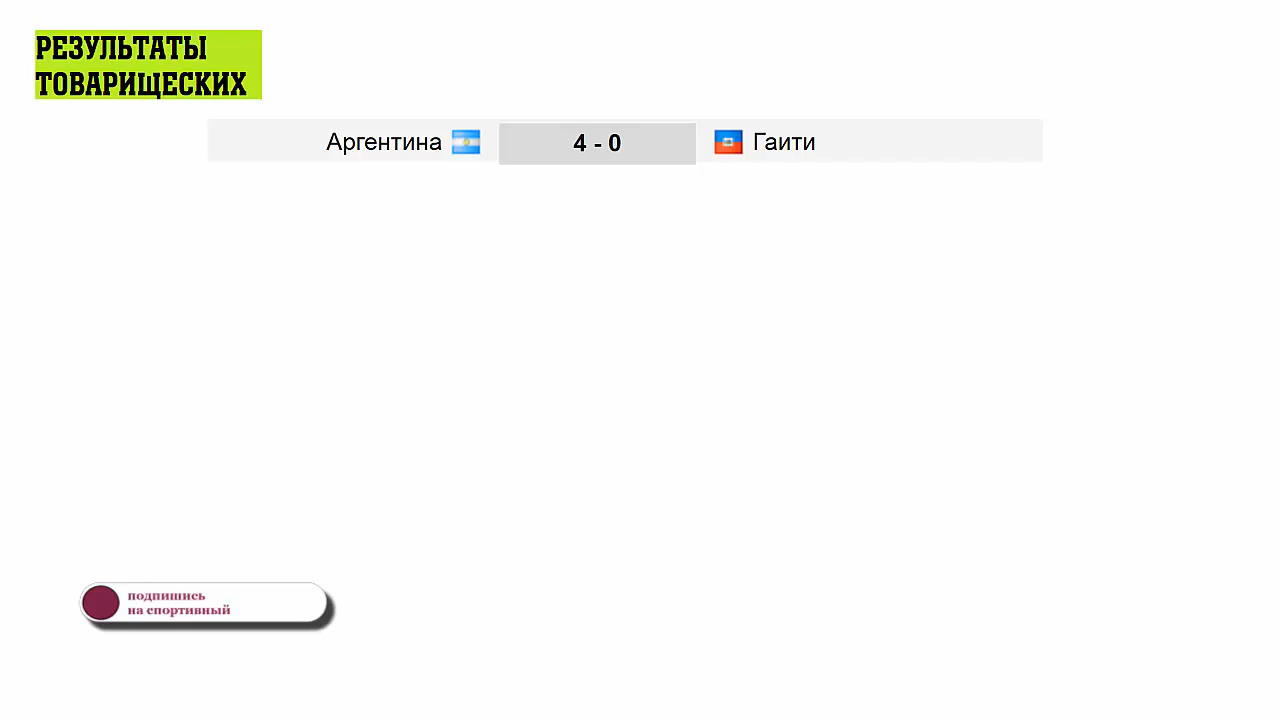 РЕЗУЛЬТАТЫ
ТОВАРИЩЕСКИХ
Аргентина 4 - 0 Гаити
подпишись
на спортивный